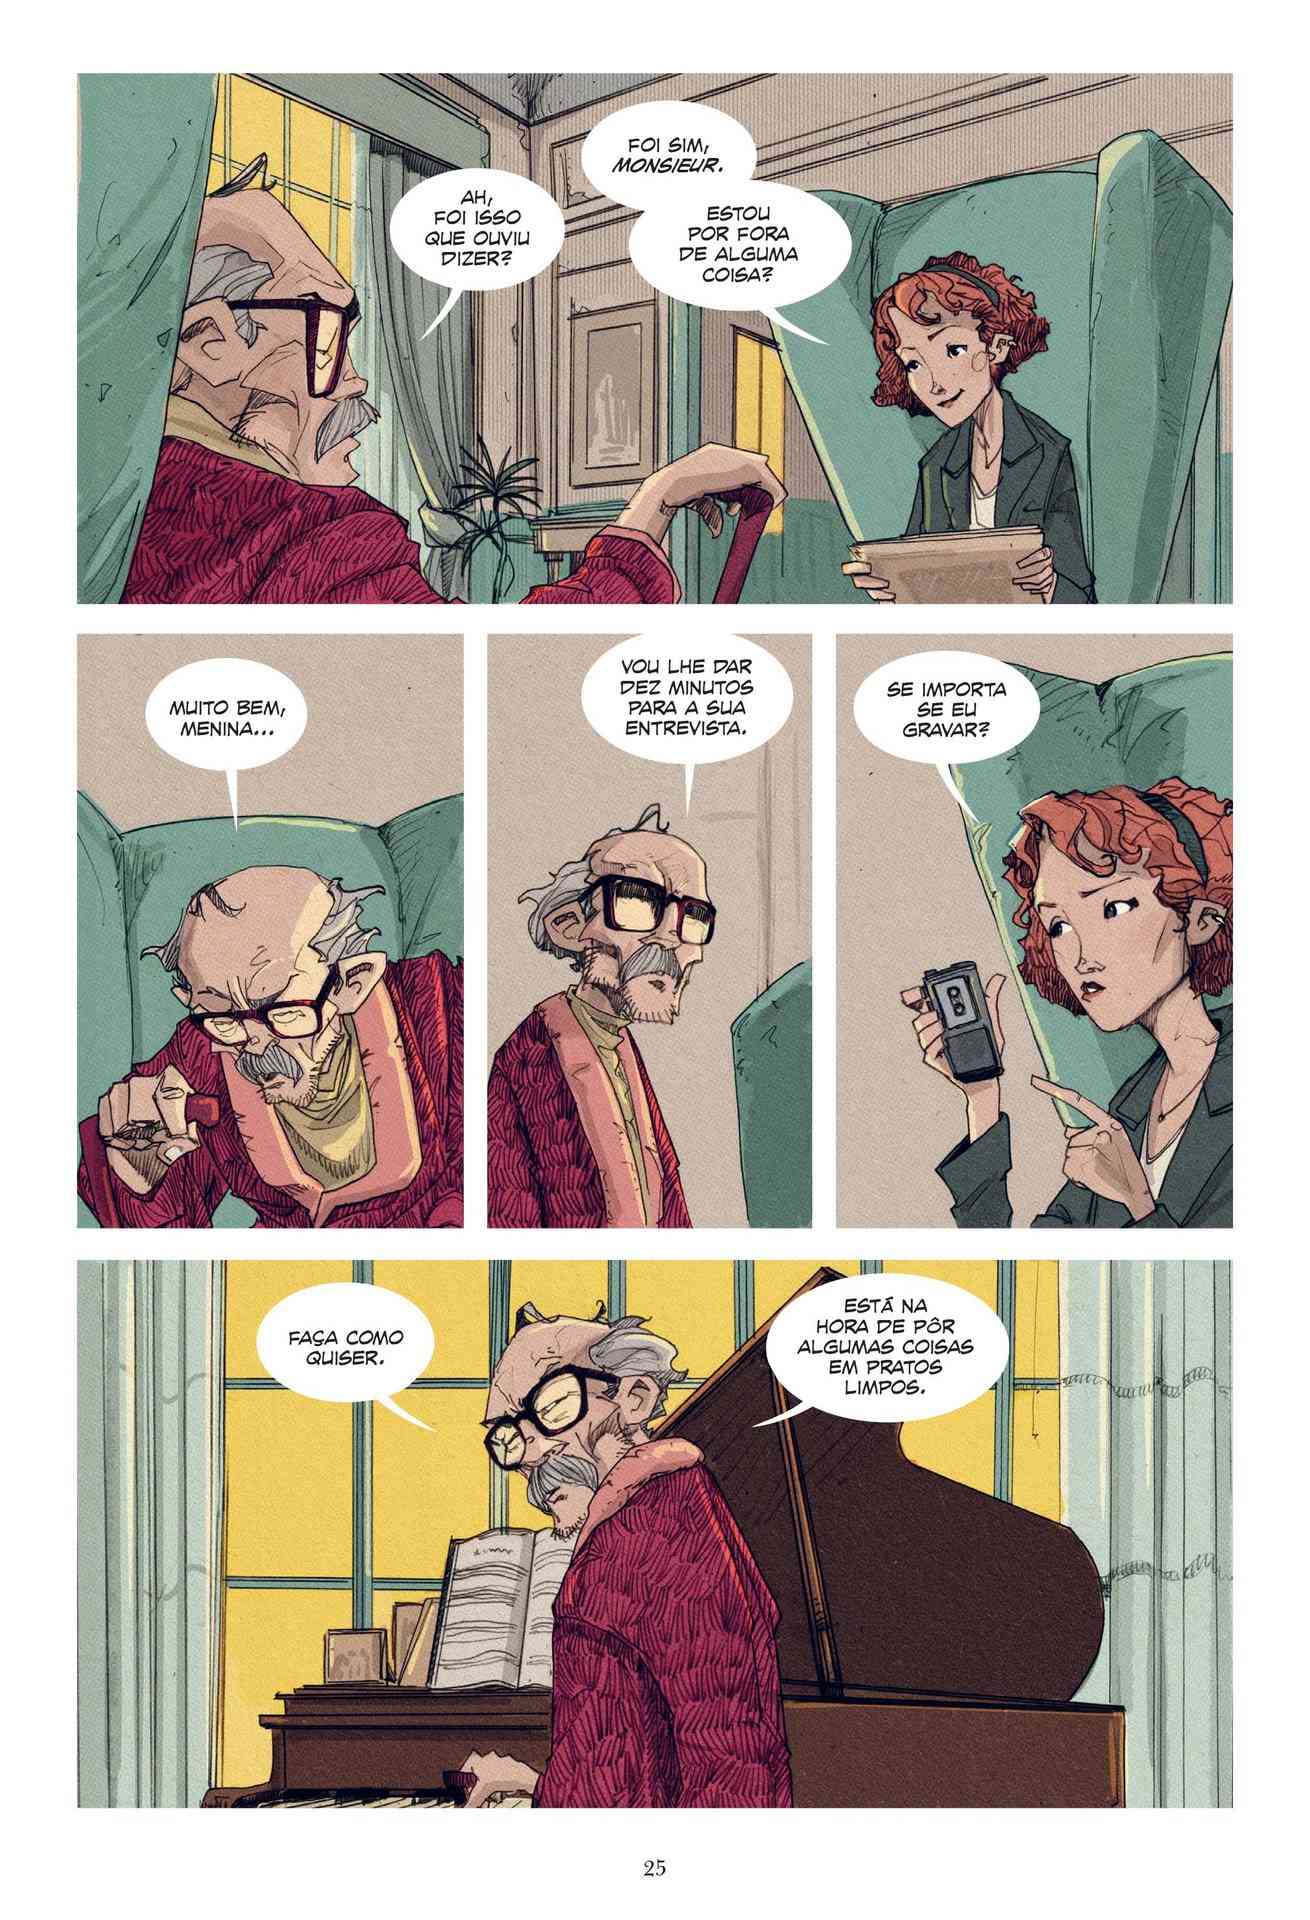 AH,
FOI ISSO
QUE OUVIU
DIZER?
FOI SIM,
MONSIEUR.
ESTOU
POR FORA
DE ALGUMA
COISA?
MUITO BEM,
MENINA...
VOU LHE DAR
DEZ MINUTOS
PARA A SUA
ENTREVISTA.
SE IMPORTA
SE EU
GRAVAR?
FAÇA COMO
QUISER.
ESTÁ NA
HORA DE PÔR
ALGUMAS COISAS
EM PRATOS
LIMPOS.
25